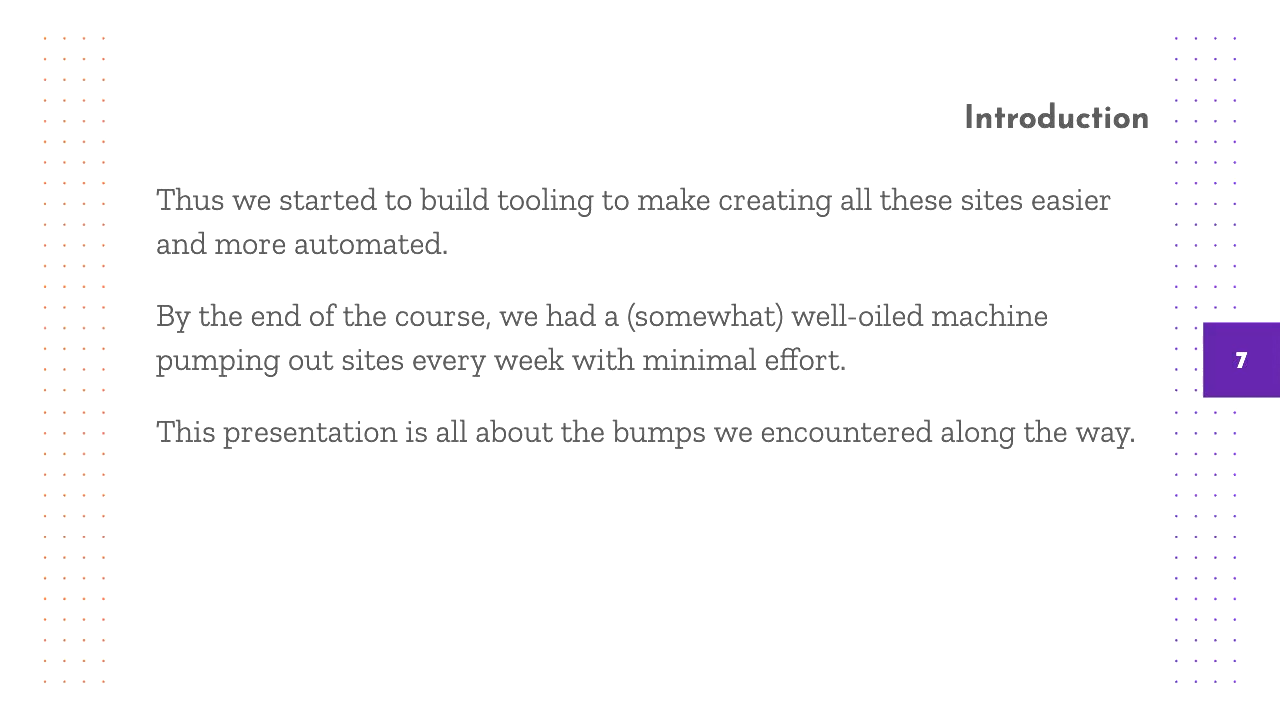 Introduction
Thus we started to build tooling to make creating all these sites easier
and more automated.
By the end of the course, we had a (somewhat) well-oiled machine
pumping out sites every week with minimal effort.
This presentation is all about the bumps we encountered along the way.
7